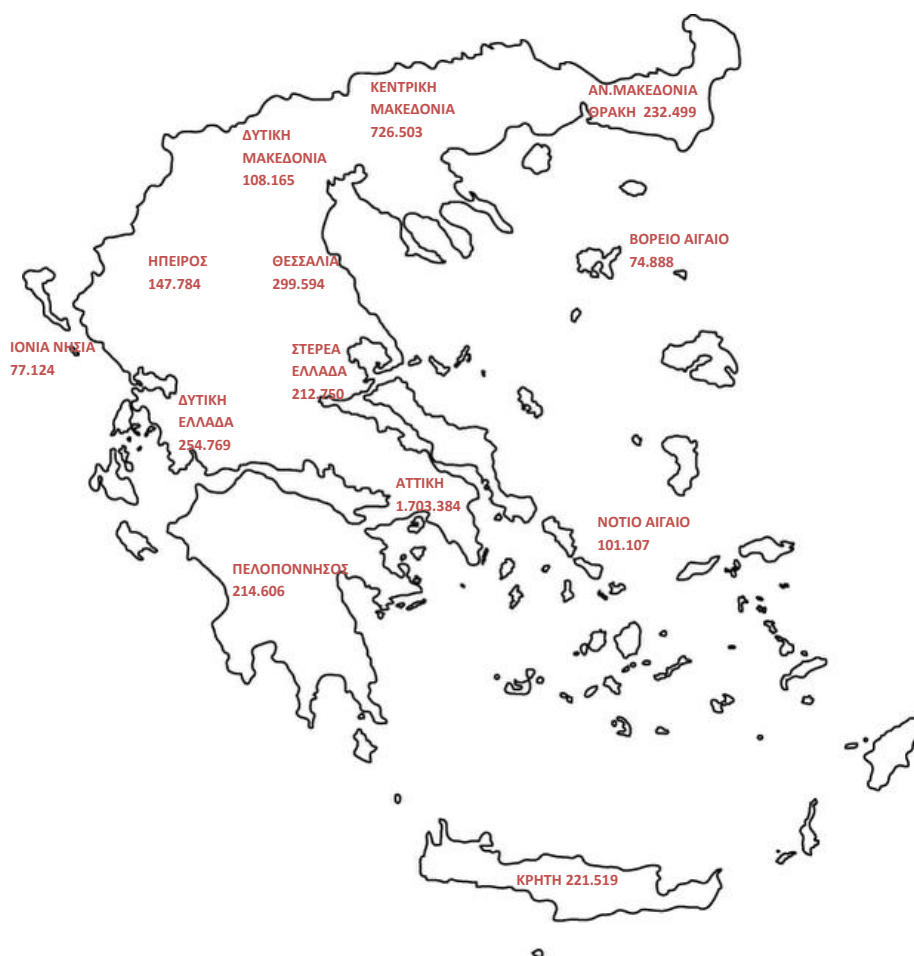 ΚΕΝΤΡΙΚΗ
ΜΑΚΕΔΟΝΙΑ
726.503
ΑΝ.ΜΑΚΕΔΟΝΙΑ
ΘΡΑΚΗ 232.499
ΔΥΤΙΚΗ
ΜΑΚΕΔΟΝΙΑ
108.165
ΒΟΡΕΙΟ ΑΙΓΑΙΟ
74.888
ΗΠΕΙΡΟΣ
147.784
ΘΕΣΣΑΛΙΑ
299.594
ΙΟΝΙΑ ΝΗΣΙΑ
77.124
ΣΤΕΡΕΑ
ΕΛΛΑΔΑ
212.750
ΔΥΤΙΚΗ
ΕΛΛΑΔΑ
254.769
ΑΤΤΙΚΗ
1.703.384
ΝΟΤΙΟ ΑΙΓΑΙΟ
101.107
ΠΕΛΟΠΟΝΝΗΣΟΣ
214.606
ΚΡΗΤΗ 221.519